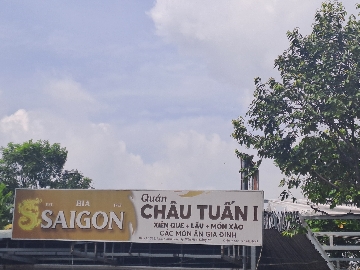 BIA
SAIGON
Quán
CHÂU TUẤN I
XIÊN QUE + LẨU + MÓN XÀO
CÁC MÓN ĂN GIA ĐÌNH